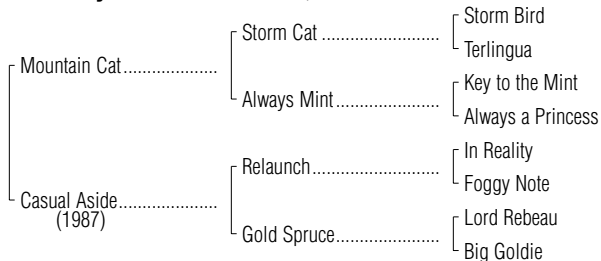 Storm Bird
Storm Cat ........................
Terlingua
Mountain Cat...................
Key to the Mint
Always Mint.....................
Always a Princess
In Reality
Relaunch.........................
Foggy Note
Casual Aside....................
(1987)
Lord Rebeau
Gold Spruce.....................
Big Goldie